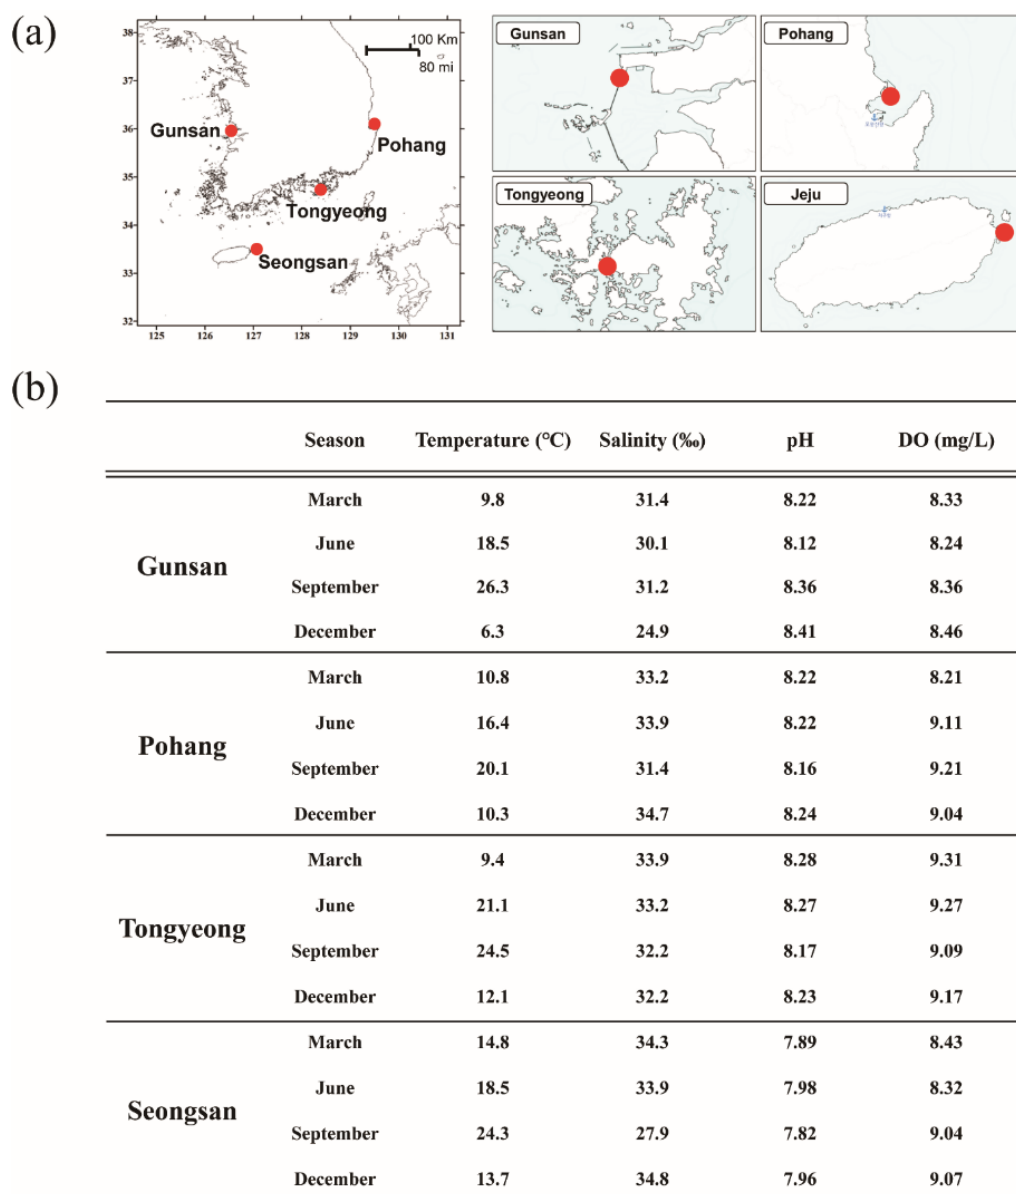 (a)
38
37
36
35
34
33
32
125 126 127 128 129 130 131
100 Km
80 mi
Gunsan
Pohang
Tongyeong
Seongsan
Gunsan
Pohang
Tongyeong
Jeju
(b)
Season Temperature (℃) Salinity (‰) pH DO (mg/L)
Gunsan
March 9.8 31.4 8.22 8.33
June 18.5 30.1 8.12 8.24
September 26.3 31.2 8.36 8.36
December 6.3 24.9 8.41 8.46
Pohang
March 10.8 33.2 8.22 8.21
June 16.4 33.9 8.22 9.11
September 20.1 31.4 8.16 9.21
December 10.3 34.7 8.24 9.04
Tongyeong
March 9.4 33.9 8.28 9.31
June 21.1 33.2 8.27 9.27
September 24.5 32.2 8.17 9.09
December 12.1 32.2 8.23 9.17
Seongsan
March 14.8 34.3 7.89 8.43
June 18.5 33.9 7.98 8.32
September 24.3 27.9 7.82 9.04
December 13.7 34.8 7.96 9.07